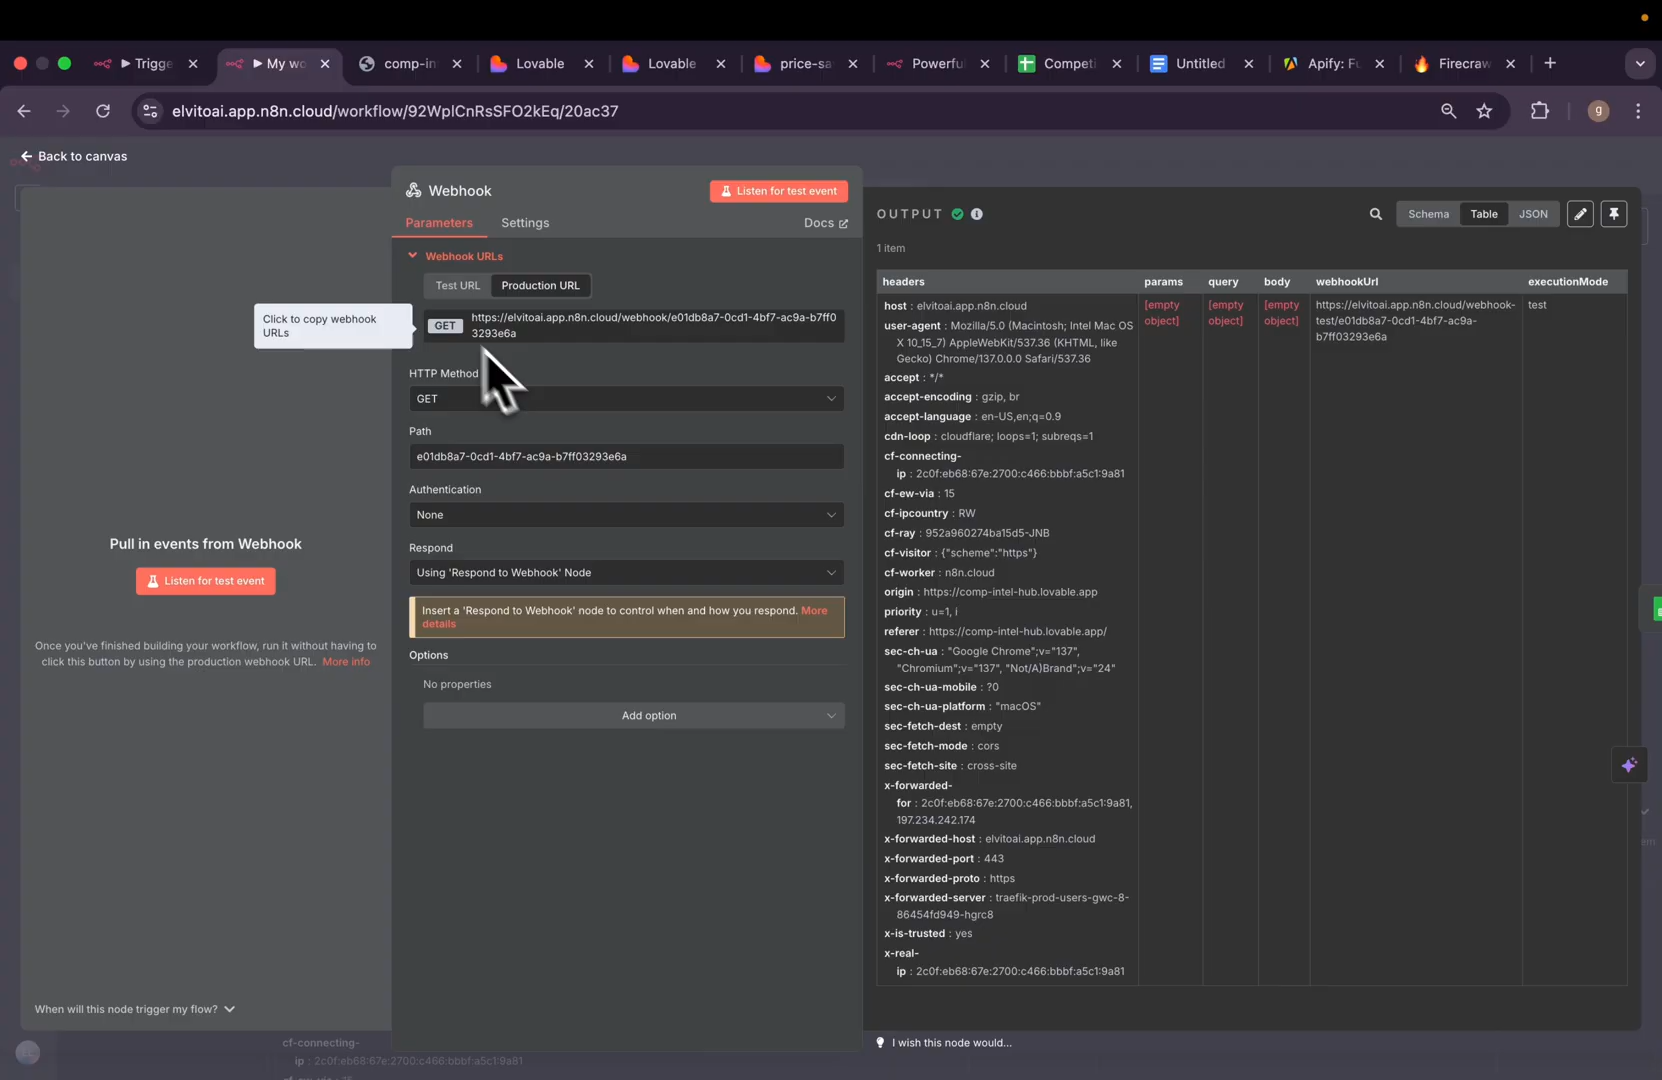 Trigge
My wo
comp-in
Lovable
Lovable
price-sa
Powerfu
Competi
Untitled
Apify: Fu
Firecraw
elvitoai.app.n8n.cloud/workflow/92WplCnRsSFO2kEq/20ac37
g
Back to canvas
Webhook
Listen for test event
Parameters
Settings
Docs
Webhook URLs
Test URL
Production URL
Click to copy webhook
URLs
GET
https://elvitoai.app.n8n.cloud/webhook/e01db8a7-0cd1-4bf7-ac9a-b7ff0
3293e6a
HTTP Method
GET
Path
e01db8a7-0cd1-4bf7-ac9a-b7ff03293e6a
Authentication
None
Respond
Using 'Respond to Webhook' Node
Insert a 'Respond to Webhook' node to control when and how you respond. More
details
Options
No properties
Add option
Pull in events from Webhook
Listen for test event
Once you've finished building your workflow, run it without having to
click this button by using the production webhook URL. More info
When will this node trigger my flow?
OUTPUT
Schema
Table
JSON
1 item
headers
params
query
body
webhookUrl
executionMode
host : elvitoai.app.n8n.cloud
user-agent : Mozilla/5.0 (Macintosh; Intel Mac OS
X 10_15_7) AppleWebKit/537.36 (KHTML, like
Gecko) Chrome/137.0.0.0 Safari/537.36
accept : */*
accept-encoding : gzip, br
accept-language : en-US,en;q=0.9
cdn-loop : cloudflare; loops=1; subreqs=1
cf-connecting-
ip : 2c0f:eb68:67e:2700:c466:bbbf:a5c1:9a81
cf-ew-via : 15
cf-ipcountry : RW
cf-ray : 952a960274ba15d5-JNB
cf-visitor : {"scheme":"https"}
cf-worker : n8n.cloud
origin : https://comp-intel-hub.lovable.app
priority : u=1, i
referer : https://comp-intel-hub.lovable.app/
sec-ch-ua : "Google Chrome";v="137",
"Chromium";v="137", "Not/A)Brand";v="24"
sec-ch-ua-mobile : ?0
sec-ch-ua-platform : "macOS"
sec-fetch-dest : empty
sec-fetch-mode : cors
sec-fetch-site : cross-site
x-forwarded-
for : 2c0f:eb68:67e:2700:c466:bbbf:a5c1:9a81,
197.234.242.174
x-forwarded-host : elvitoai.app.n8n.cloud
x-forwarded-port : 443
x-forwarded-proto : https
x-forwarded-server : traefik-prod-users-gwc-8-
86454fd949-hgrc8
x-is-trusted : yes
x-real-
ip : 2c0f:eb68:67e:2700:c466:bbbf:a5c1:9a81
[empty
object]
[empty
object]
[empty
object]
https://elvitoai.app.n8n.cloud/webhook-
test/e01db8a7-0cd1-4bf7-ac9a-
b7ff03293e6a
test
I wish this node would...
cf-connecting-
ip : 2c0f:eb68:67e:2700:c466:bbbf:a5c1:9a81